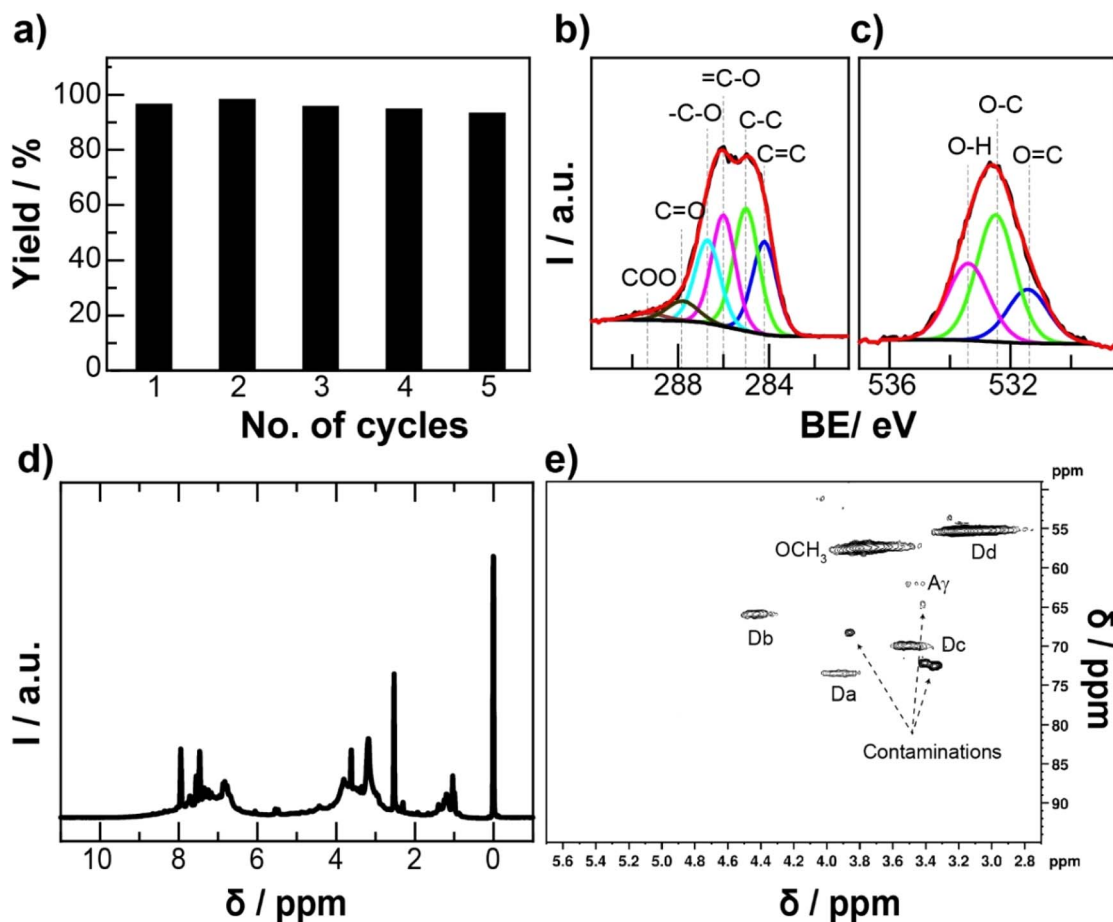 a)
Yield / %
100
80
60
40
20
0
1 2 3 4 5
No. of cycles
b)
I / a.u.
=C-O
-C-O
C-C
C=C
C=O
COO
288 284
c)
O-C
O-H
O=C
536 532
BE/ eV
d)
I / a.u.
10 8 6 4 2 0
δ / ppm
e)
ppm
OCH3
Dd
Aγ
Db
Dc
Da
Contaminations
55
60
65
70
75
80
85
90
δ / ppm
5.6 5.4 5.2 5.0 4.8 4.6 4.4 4.2 4.0 3.8 3.6 3.4 3.2 3.0 2.8 ppm
δ / ppm